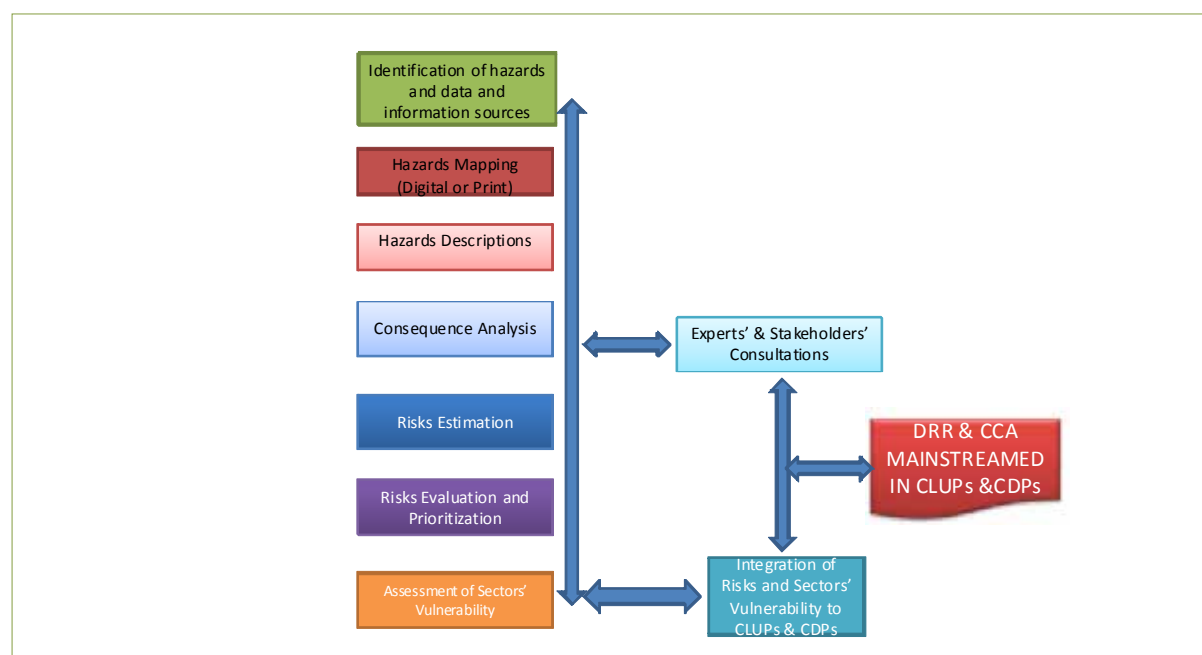 Identification of hazards
and data and
information sources
Hazards Mapping
(Digital or Print)
Hazards Descriptions
Consequence Analysis
Experts’ & Stakeholders’
Consultations
Risks Estimation
DRR & CCA
MAINSTREAMED
IN CLUPs &CDPs
Risks Evaluation and
Prioritization
Assessment of Sectors’
Vulnerability
Integration of
Risks and Sectors’
Vulnerability to
CLUPs & CDPs